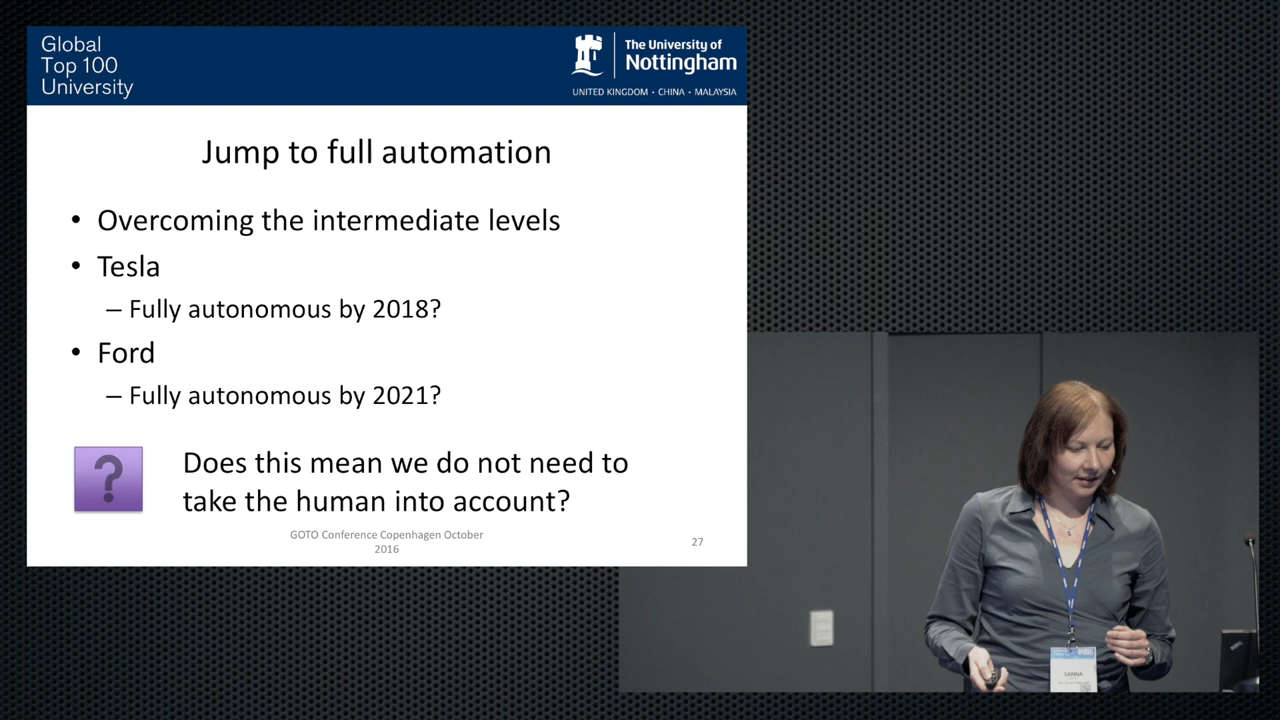 Global
Top 100
University
The University of
Nottingham
UNITED KINGDOM • CHINA • MALAYSIA
Jump to full automation
• Overcoming the intermediate levels
• Tesla
– Fully autonomous by 2018?
• Ford
– Fully autonomous by 2021?
?
Does this mean we do not need to
take the human into account?
GOTO Conference Copenhagen October
2016
27
SANNA